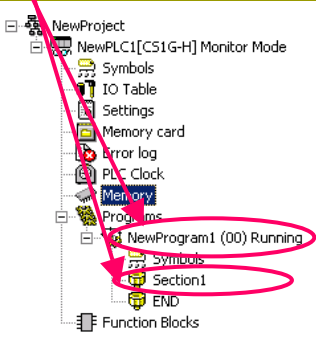 NewProject
NewPLC1[CS1G-H] Monitor Mode
Symbols
IO Table
Settings
Memory card
Error log
PLC Clock
Memory
Programs
NewProgram1 (00) Running
Symbols
Section1
END
Function Blocks